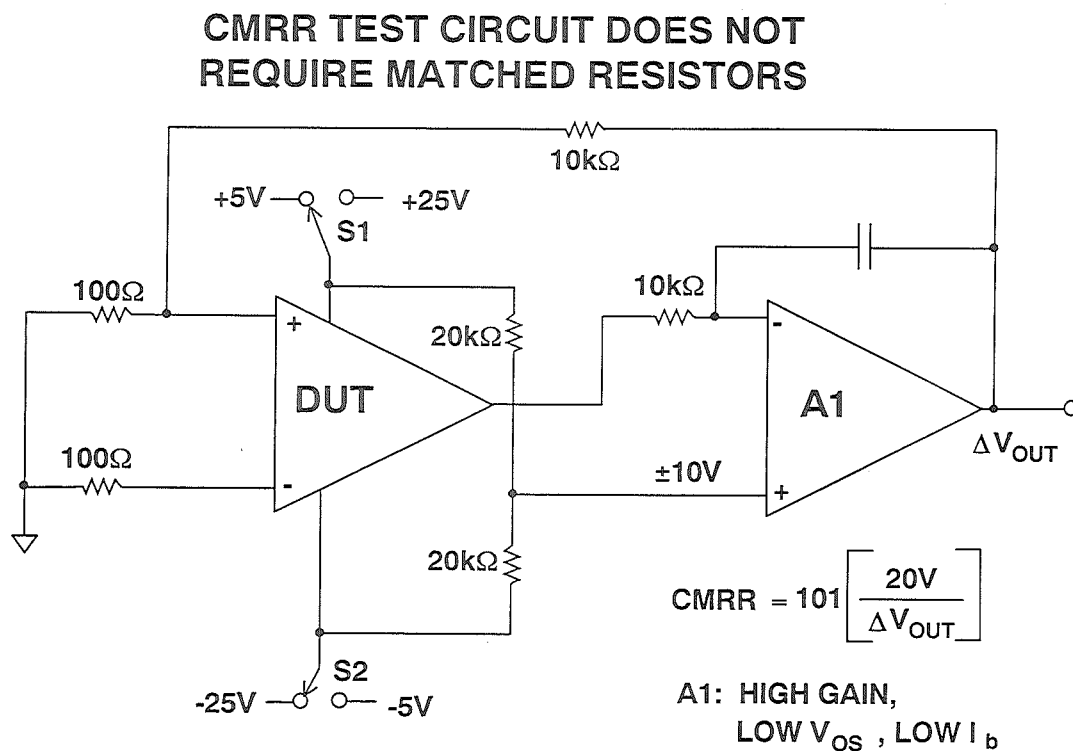 CMRR TEST CIRCUIT DOES NOT
REQUIRE MATCHED RESISTORS
10kΩ
+5V
+25V
S1
100Ω
10kΩ
+
20kΩ
-
DUT
A1
100Ω
ΔVOUT
±10V
-
+
20kΩ
CMRR = 101 [ 20V / ΔVOUT ]
S2
-25V
-5V
A1: HIGH GAIN,
LOW VOS , LOW Ib